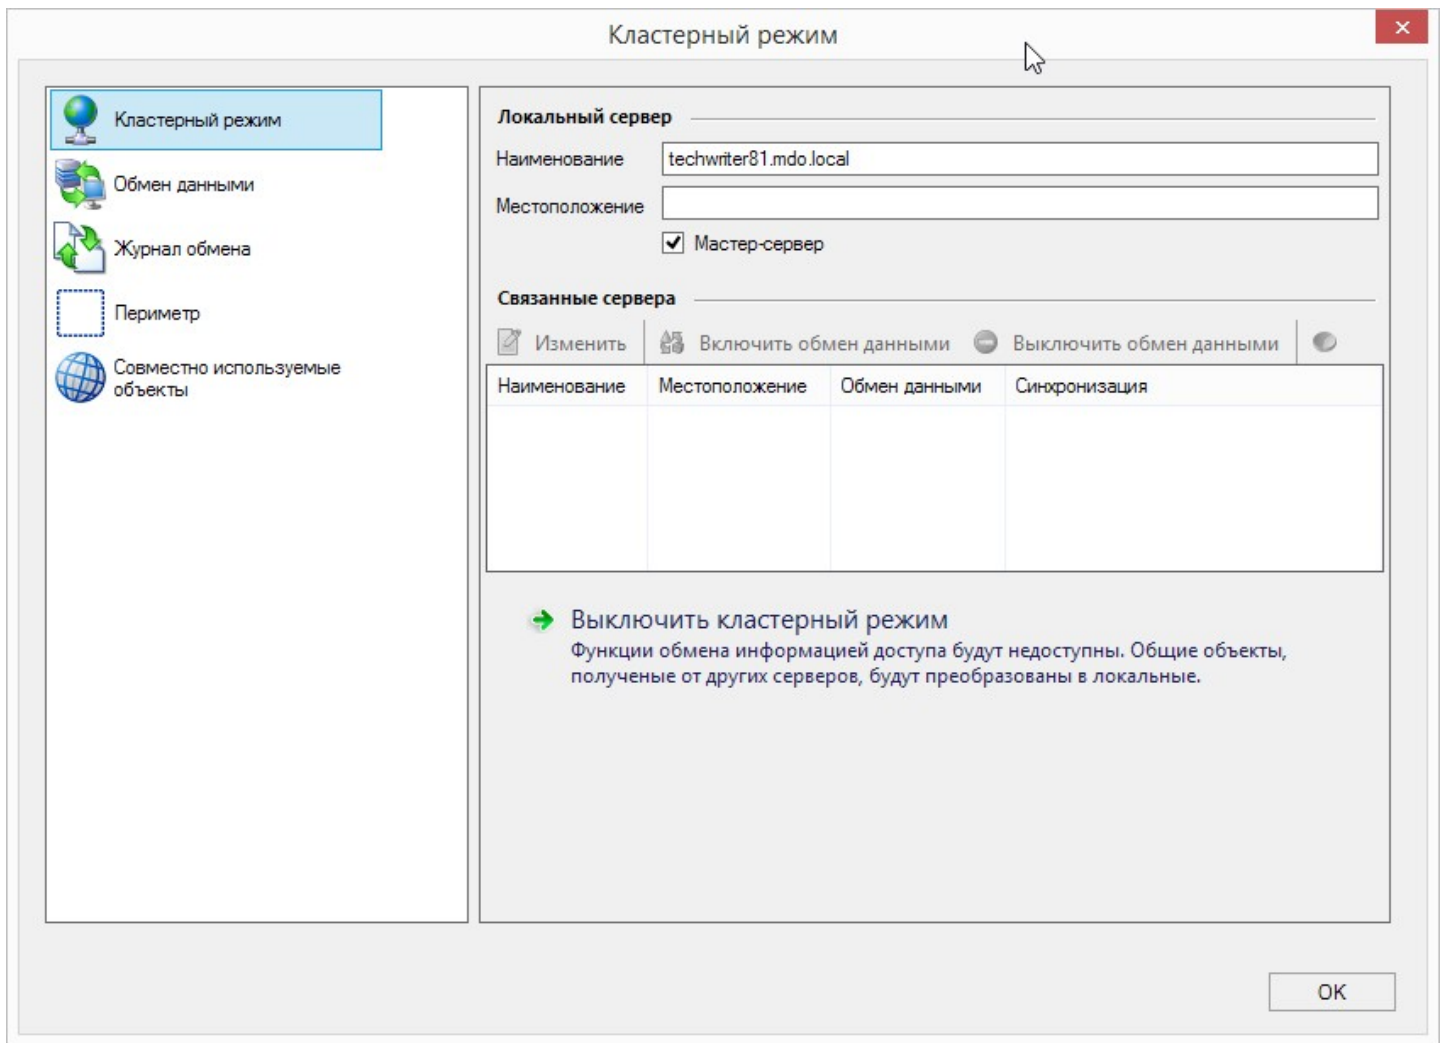 Кластерный режим
Кластерный режим
Обмен данными
Журнал обмена
Периметр
Совместно используемые
объекты
Локальный сервер
Наименование techwriter81.mdo.local
Местоположение
Мастер-сервер
Связанные сервера
Изменить Включить обмен данными Выключить обмен данными
Наименование Местоположение Обмен данными Синхронизация
Выключить кластерный режим
Функции обмена информацией доступа будут недоступны. Общие объекты,
полученые от других серверов, будут преобразованы в локальные.
OK